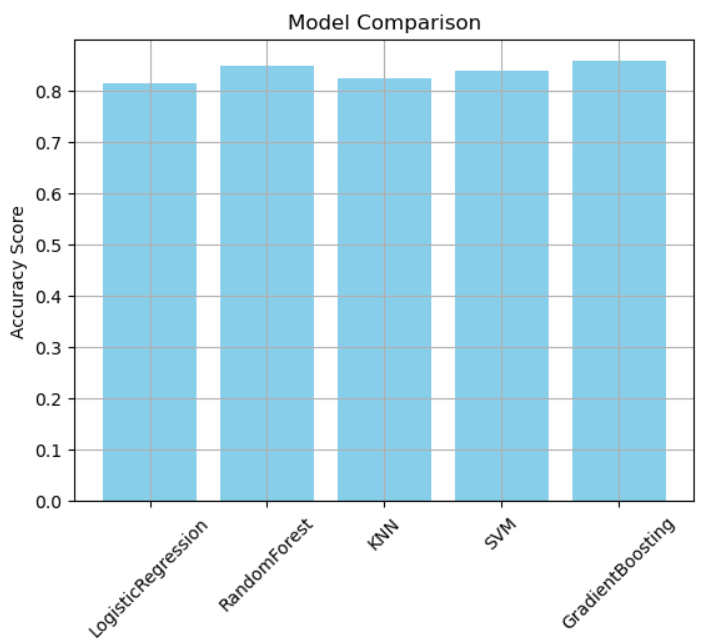 Model Comparison
Accuracy Score
0.8
0.7
0.6
0.5
0.4
0.3
0.2
0.1
0.0
LogisticRegression
RandomForest
KNN
SVM
GradientBoosting